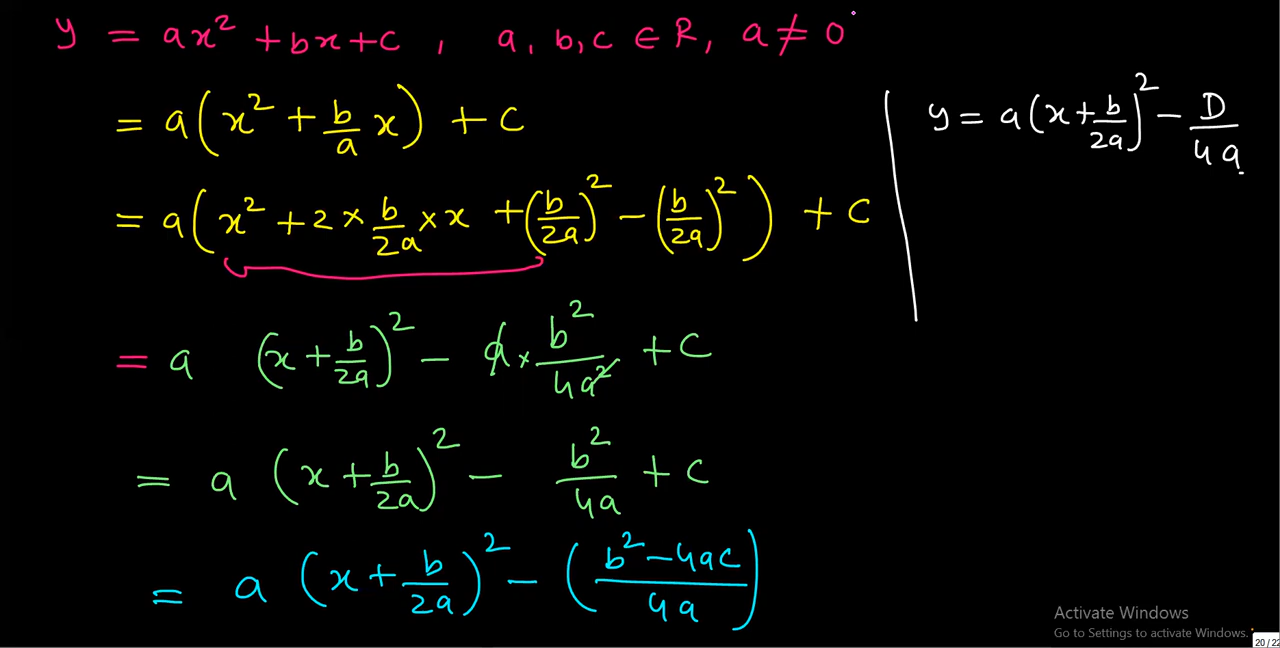 y = ax² + bx + c , a, b, c ∈ R, a ≠ 0
= a(x² + b/a x) + c
= a(x² + 2 × b/2a × x + (b/2a)² − (b/2a)²) + c
= a (x + b/2a)² − a × b²/4a² + c
= a (x + b/2a)² − b²/4a + c
= a (x + b/2a)² − (b² − 4ac/4a)
y = a(x + b/2a)² − D/4a
Activate Windows
Go to Settings to activate Windows.
20 / 22